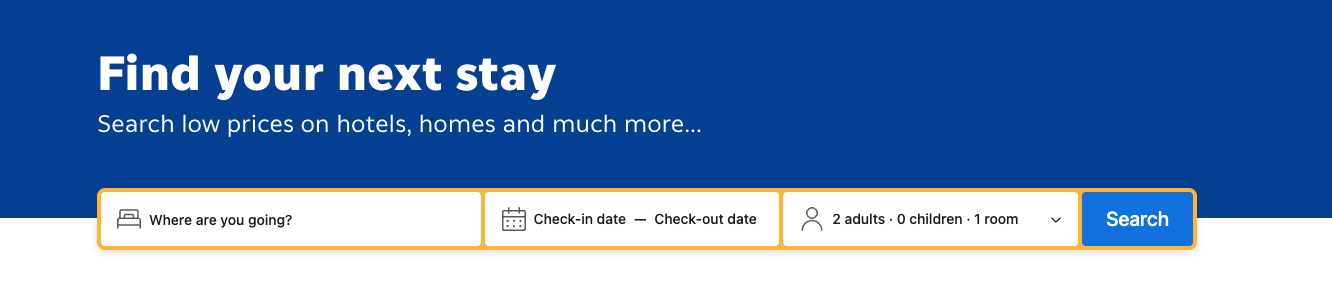 Find your next stay
Search low prices on hotels, homes and much more...
Where are you going?
Check-in date — Check-out date
2 adults · 0 children · 1 room
Search